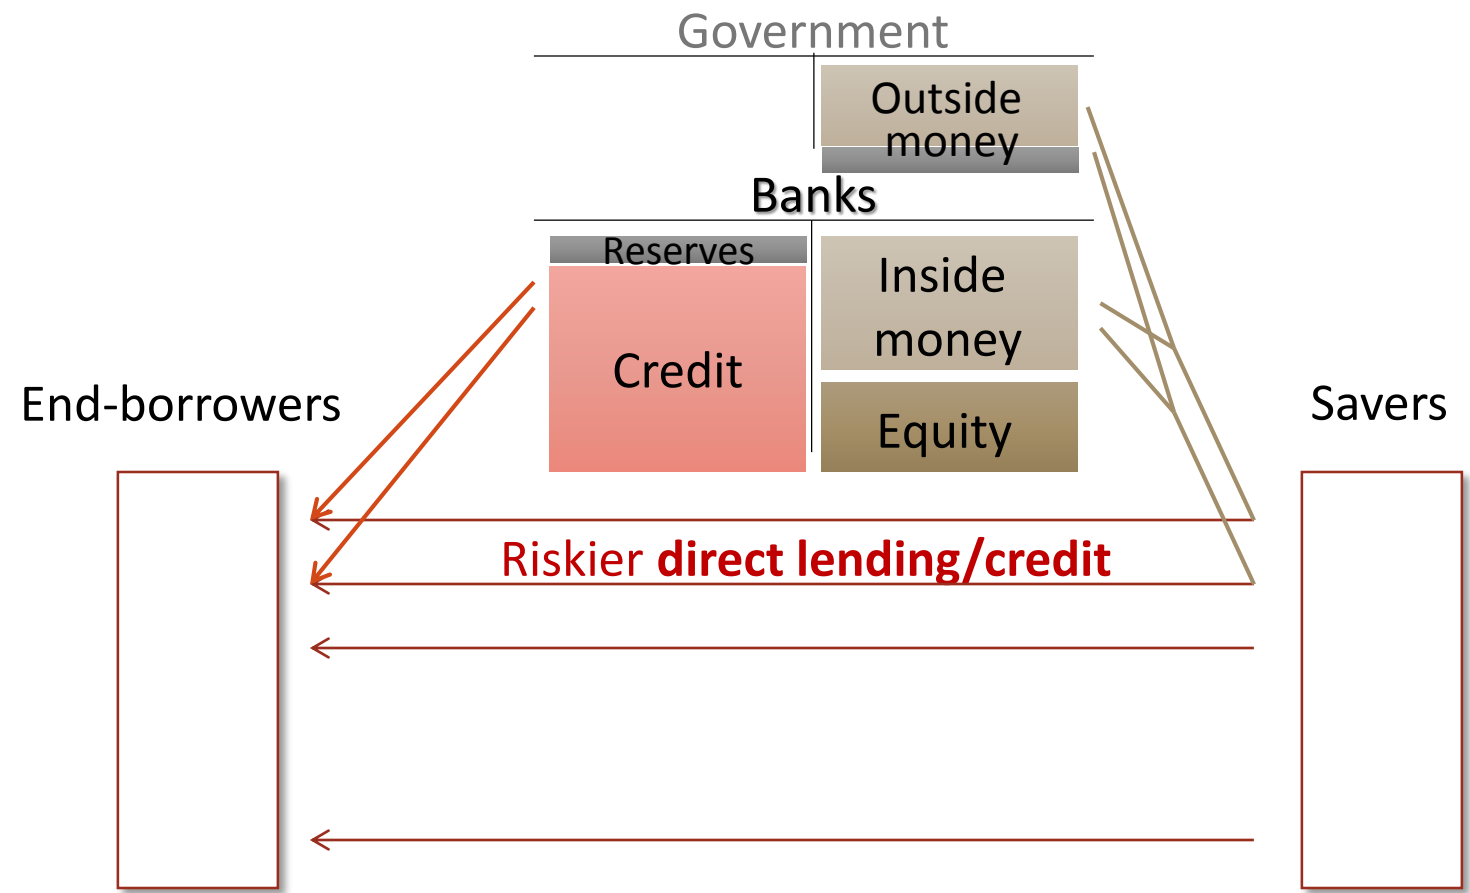 Government
Outside
money
Banks
Reserves
Inside
money
Credit
Equity
End-borrowers
Savers
Riskier direct lending/credit